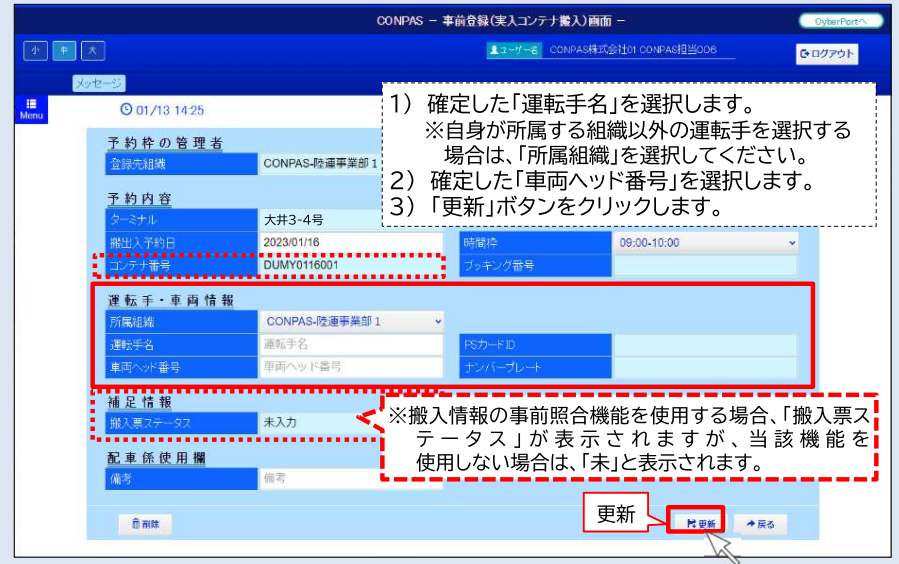 CONPAS － 事前登録(実入コンテナ搬入)画面 －
CyberPortへ
小 中 大
ユーザー名 CONPAS株式会社01 CONPAS担当006
ログアウト
メッセージ
Menu
01/13 14:25
1） 確定した「運転手名」を選択します。
※自身が所属する組織以外の運転手を選択する
場合は、「所属組織」を選択してください。
2） 確定した「車両ヘッド番号」を選択します。
3） 「更新」ボタンをクリックします。
予約枠の管理者
登録先組織 CONPAS-陸運事業部1
予約内容
ターミナル 大井3-4号
搬出入予約日 2023/01/16 時間枠 09:00-10:00
コンテナ番号 DUMY0116001 ブッキング番号
運転手・車両情報
所属組織 CONPAS-陸運事業部1
運転手名 運転手名 PSカードID
車両ヘッド番号 車両ヘッド番号 ナンバープレート
補足情報
搬入票ステータス 未入力
※搬入情報の事前照合機能を使用する場合、「搬入票ス
テータス」が表示されますが、当該機能を
使用しない場合は、「未」と表示されます。
配車係使用欄
備考 備考
更新
削除 更新 戻る